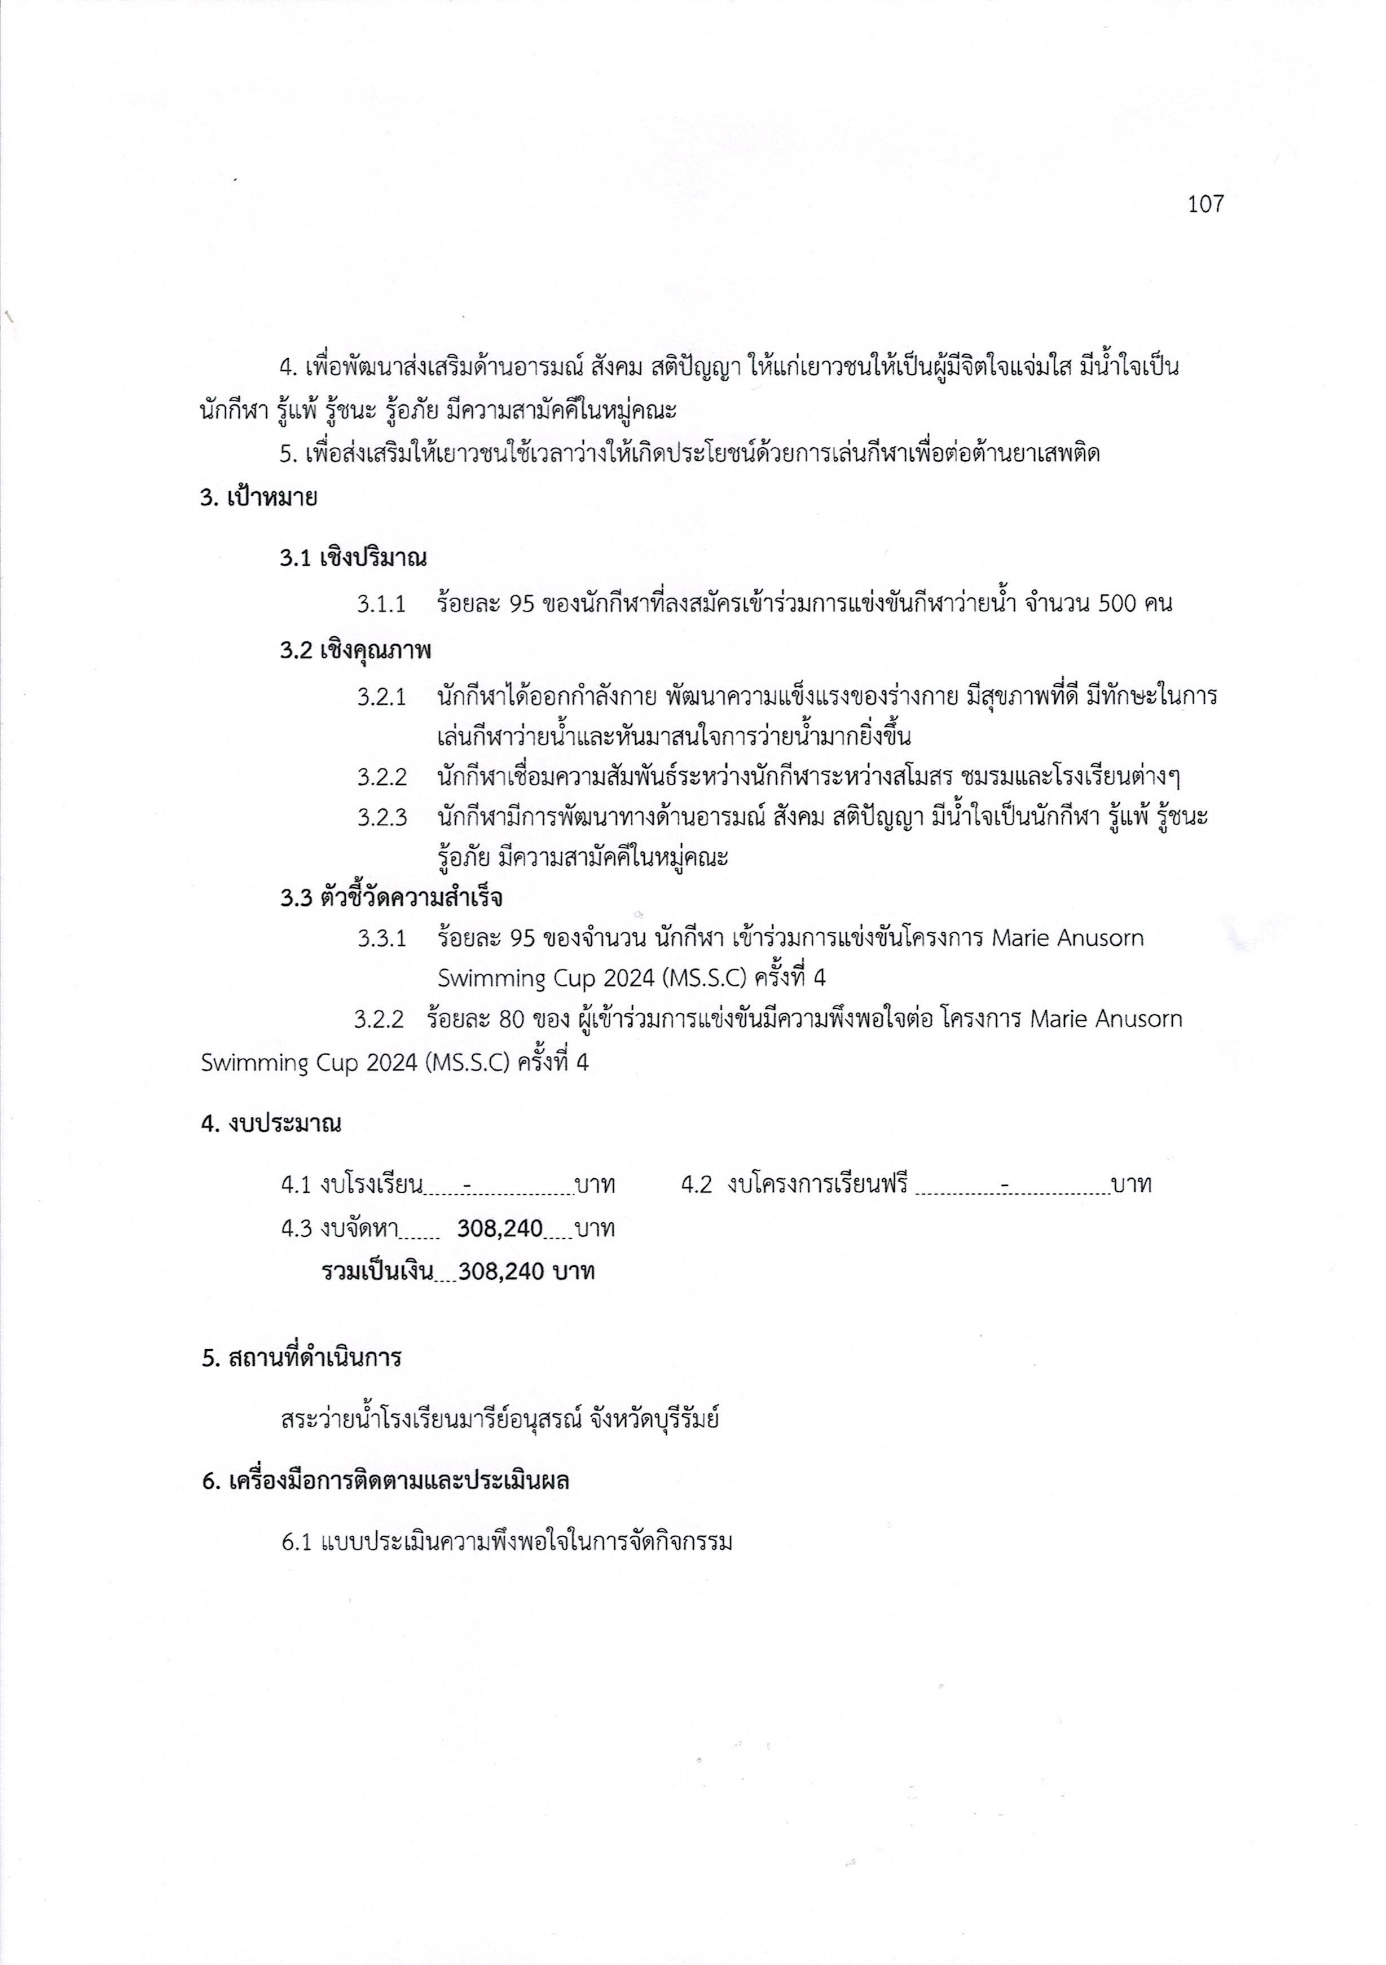 107
4. เพื่อพัฒนาส่งเสริมด้านอารมณ์ สังคม สติปัญญา ให้แก่เยาวชนให้เป็นผู้มีจิตใจแจ่มใส มีน้ำใจเป็น
นักกีฬา รู้แพ้ รู้ชนะ รู้อภัย มีความสามัคคีในหมู่คณะ
5. เพื่อส่งเสริมให้เยาวชนใช้เวลาว่างให้เกิดประโยชน์ด้วยการเล่นกีฬาเพื่อต่อต้านยาเสพติด
3. เป้าหมาย
3.1 เชิงปริมาณ
3.1.1 ร้อยละ 95 ของนักกีฬาที่ลงสมัครเข้าร่วมการแข่งขันกีฬาว่ายน้ำ จำนวน 500 คน
3.2 เชิงคุณภาพ
3.2.1 นักกีฬาได้ออกกำลังกาย พัฒนาความแข็งแรงของร่างกาย มีสุขภาพที่ดี มีทักษะในการ
เล่นกีฬาว่ายน้ำและหันมาสนใจการว่ายน้ำมากยิ่งขึ้น
3.2.2 นักกีฬาเชื่อมความสัมพันธ์ระหว่างนักกีฬาระหว่างสโมสร ชมรมและโรงเรียนต่างๆ
3.2.3 นักกีฬามีการพัฒนาทางด้านอารมณ์ สังคม สติปัญญา มีน้ำใจเป็นนักกีฬา รู้แพ้ รู้ชนะ
รู้อภัย มีความสามัคคีในหมู่คณะ
3.3 ตัวชี้วัดความสำเร็จ
3.3.1 ร้อยละ 95 ของจำนวน นักกีฬา เข้าร่วมการแข่งขันโครงการ Marie Anusorn
Swimming Cup 2024 (MS.S.C) ครั้งที่ 4
3.2.2 ร้อยละ 80 ของ ผู้เข้าร่วมการแข่งขันมีความพึงพอใจต่อ โครงการ Marie Anusorn
Swimming Cup 2024 (MS.S.C) ครั้งที่ 4
4. งบประมาณ
4.1 งบโรงเรียน......-................บาท 4.2 งบโครงการเรียนฟรี .............-................บาท
4.3 งบจัดหา....... 308,240.....บาท
รวมเป็นเงิน....308,240 บาท
5. สถานที่ดำเนินการ
สระว่ายน้ำโรงเรียนมารีย์อนุสรณ์ จังหวัดบุรีรัมย์
6. เครื่องมือการติดตามและประเมินผล
6.1 แบบประเมินความพึงพอใจในการจัดกิจกรรม